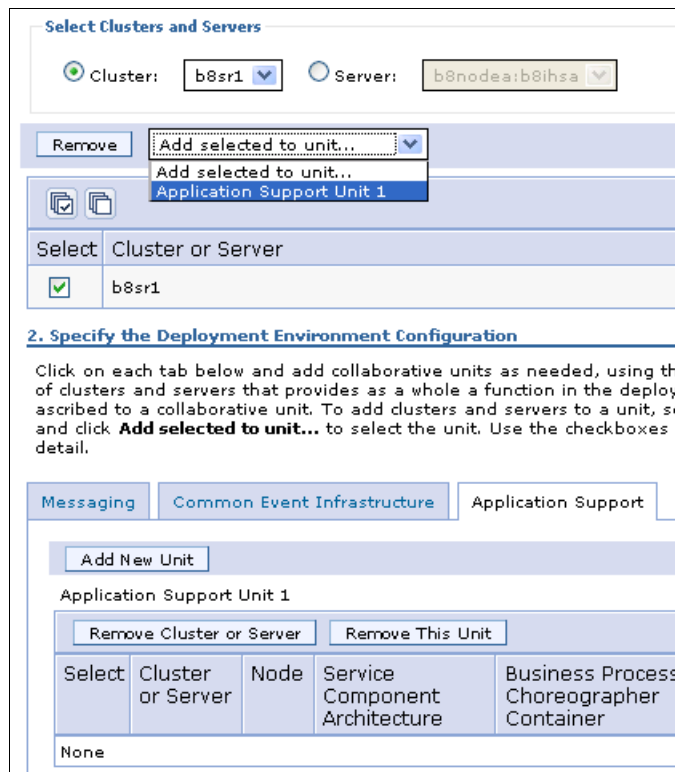 Select Clusters and Servers
Cluster: b8sr1 Server: b8nodea:b8ihsa
Remove Add selected to unit...
Add selected to unit...
Application Support Unit 1
Select Cluster or Server
b8sr1
2. Specify the Deployment Environment Configuration
Click on each tab below and add collaborative units as needed, using th
of clusters and servers that provides as a whole a function in the deploy
ascribed to a collaborative unit. To add clusters and servers to a unit, s
and click Add selected to unit... to select the unit. Use the checkboxes
detail.
Messaging Common Event Infrastructure Application Support
Add New Unit
Application Support Unit 1
Remove Cluster or Server Remove This Unit
Select Cluster or Server Node Service Component Architecture Business Process Choreographer Container
None